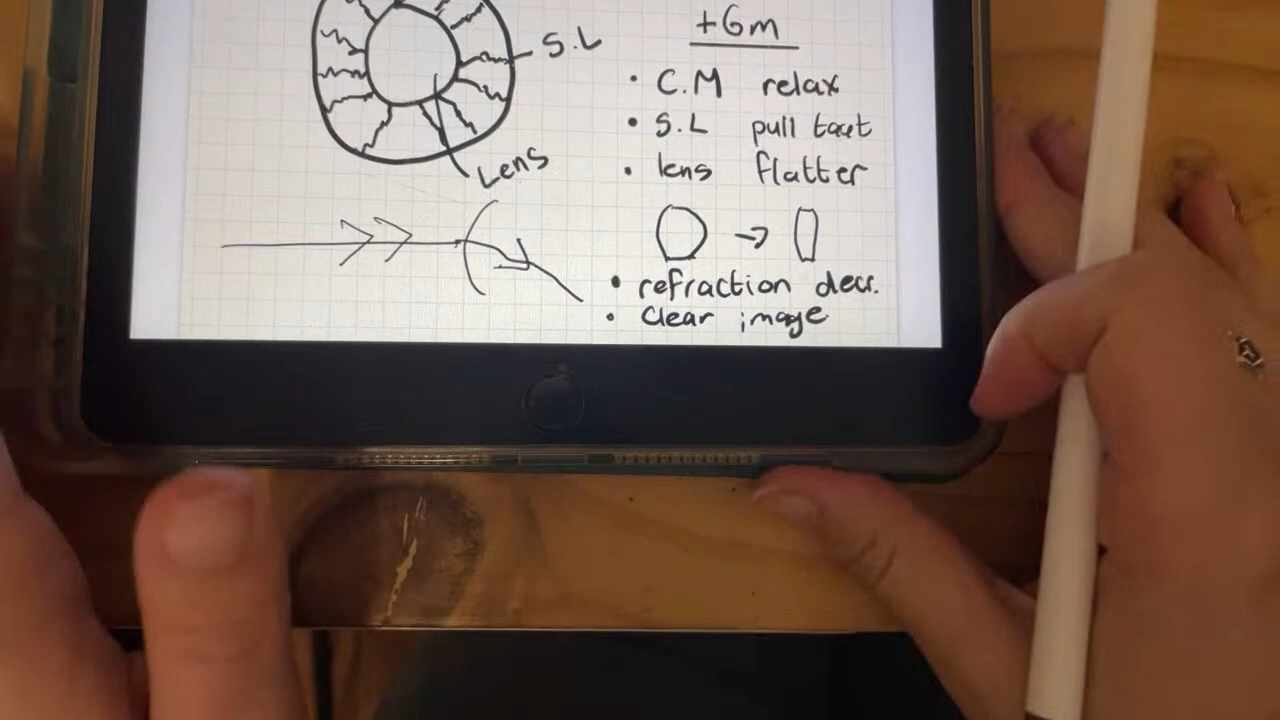 +6m
S.L
• C.M relax
• S.L pull taut
Lens
• lens flatter
• refraction decr.
• Clear image